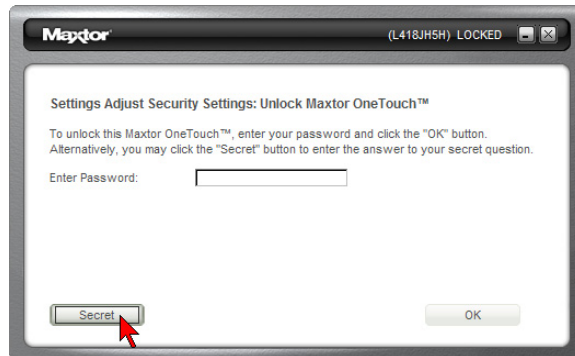 Maxtor (L418JH5H) LOCKED
Settings Adjust Security Settings: Unlock Maxtor OneTouch™
To unlock this Maxtor OneTouch™, enter your password and click the "OK" button.
Alternatively, you may click the "Secret" button to enter the answer to your secret question.
Enter Password:
Secret OK